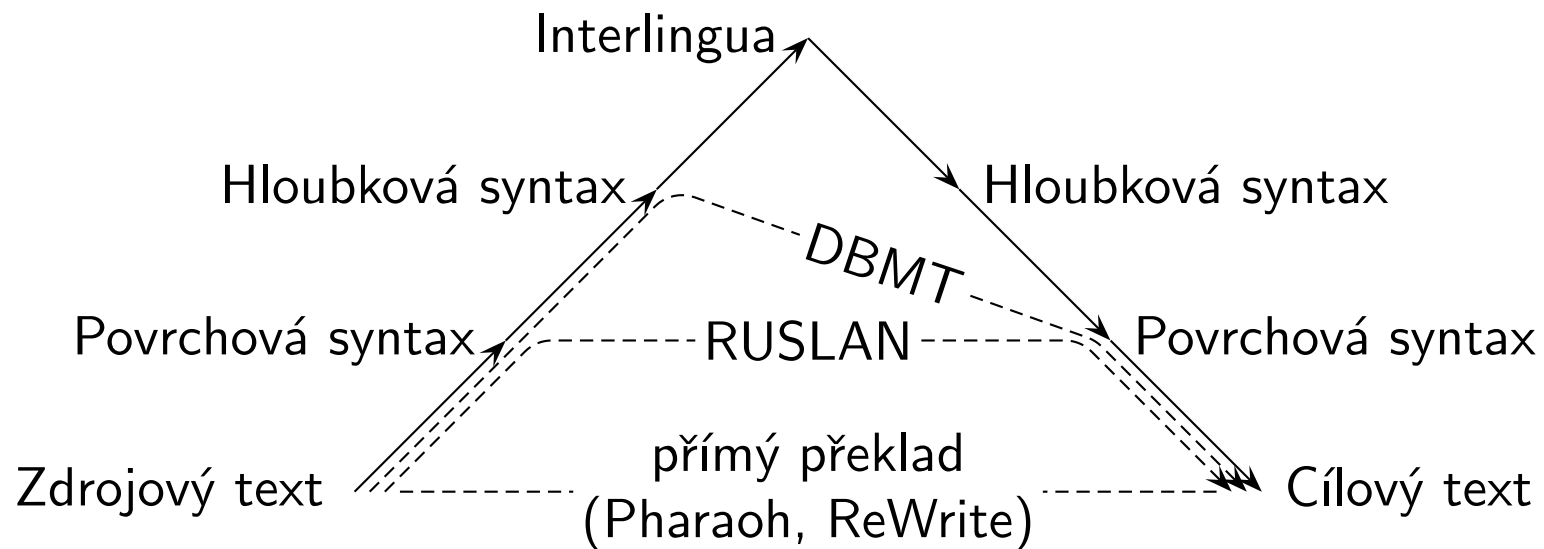 Interlingua
Hloubková syntax
Hloubková syntax
DBMT
Povrchová syntax
RUSLAN
Povrchová syntax
Zdrojový text
přímý překlad
(Pharaoh, ReWrite)
Cílový text